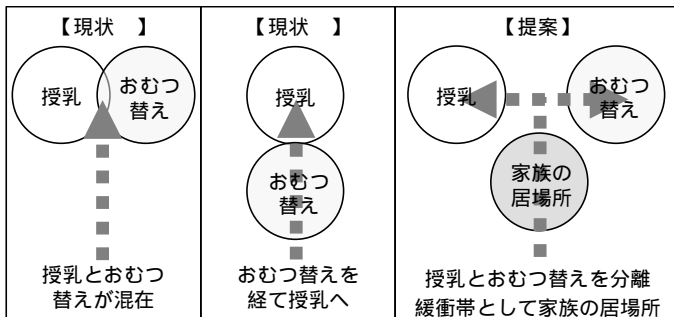 【現状　】
授乳
おむつ
替え
授乳とおむつ
替えが混在
【現状　】
授乳
おむつ
替え
おむつ替えを
経て授乳へ
【提案】
授乳
おむつ
替え
家族の
居場所
授乳とおむつ替えを分離
緩衝帯として家族の居場所